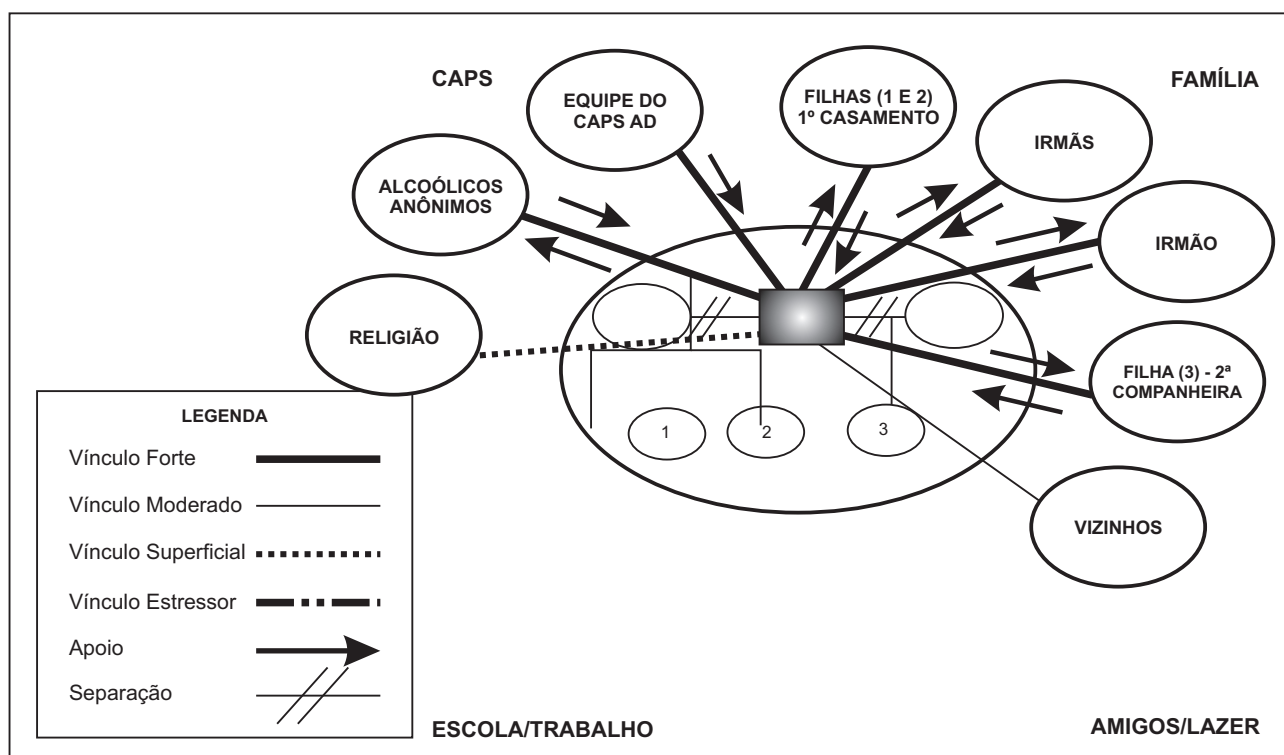 CAPS
FAMÍLIA
EQUIPE DO
CAPS AD
FILHAS (1 E 2)
1º CASAMENTO
IRMÃS
ALCOÓLICOS
ANÔNIMOS
IRMÃO
RELIGIÃO
FILHA (3) - 2ª
COMPANHEIRA
1
2
3
VIZINHOS
LEGENDA
Vínculo Forte
Vínculo Moderado
Vínculo Superficial
Vínculo Estressor
Apoio
Separação
ESCOLA/TRABALHO
AMIGOS/LAZER